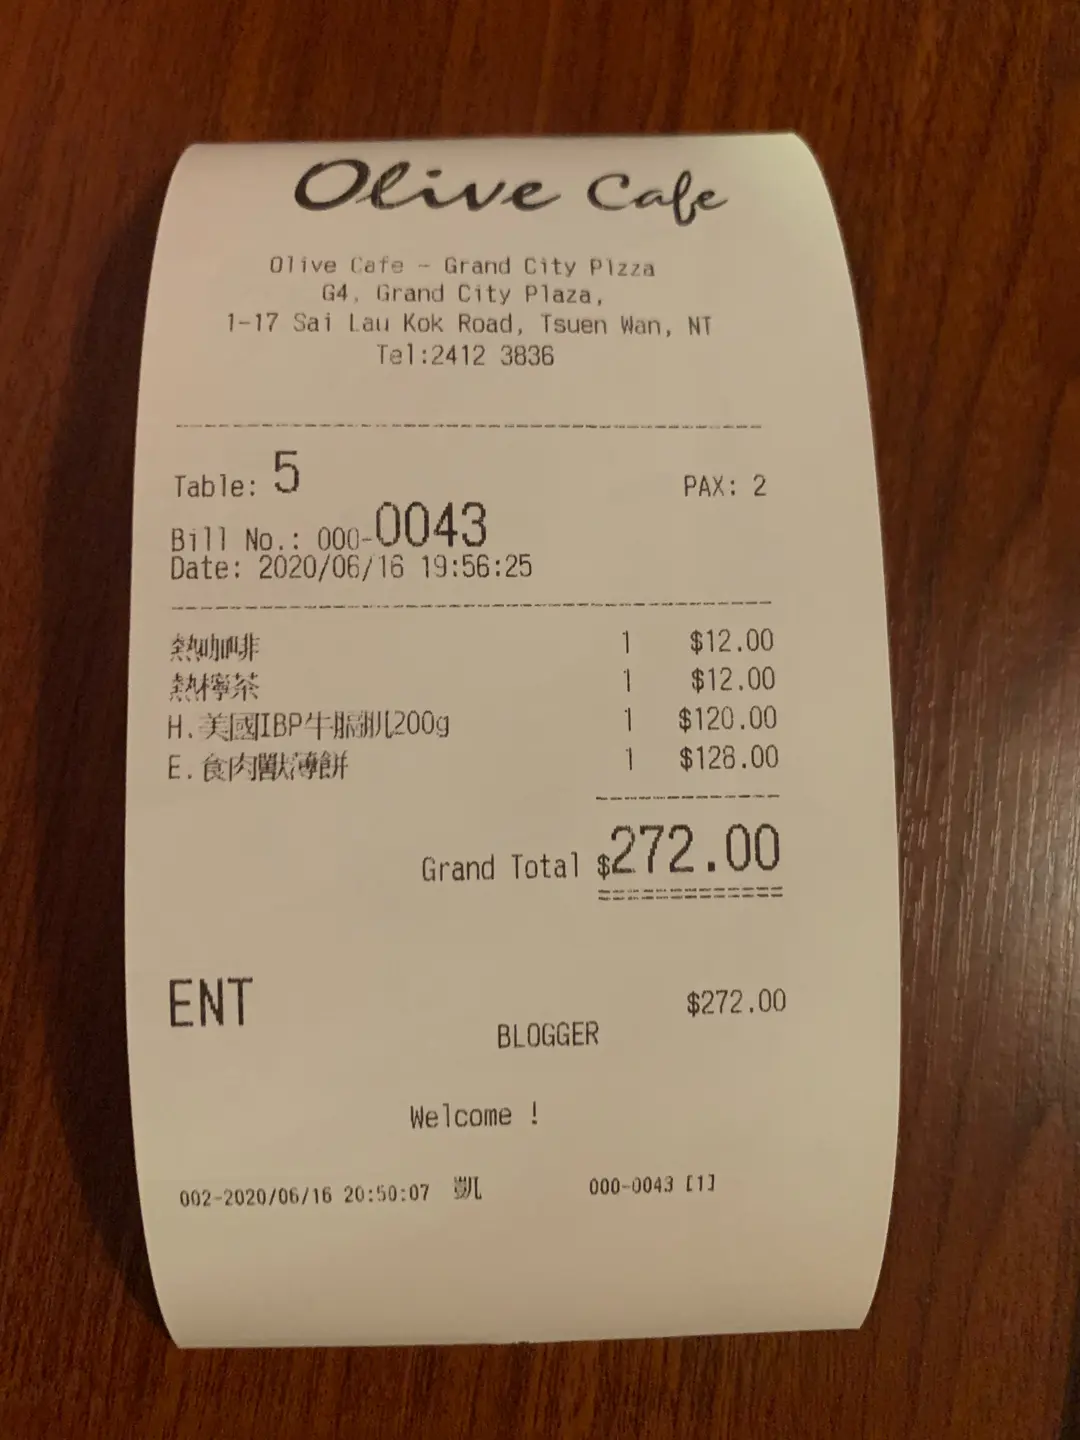 Olive Cafe
Olive Cafe - Grand City Plzza
G4, Grand City Plaza,
1-17 Sai Lau Kok Road, Tsuen Wan, NT
Tel:2412 3836
Table: 5 PAX: 2
Bill No.: 000-0043
Date: 2020/06/16 19:56:25
熱咖啡 1 $12.00
熱檸茶 1 $12.00
H.美國IBP牛膈肌200g 1 $120.00
E.食肉獸薄餅 1 $128.00
Grand Total $272.00
ENT $272.00
BLOGGER
Welcome !
002-2020/06/16 20:50:07 凱 000-0043 [1]